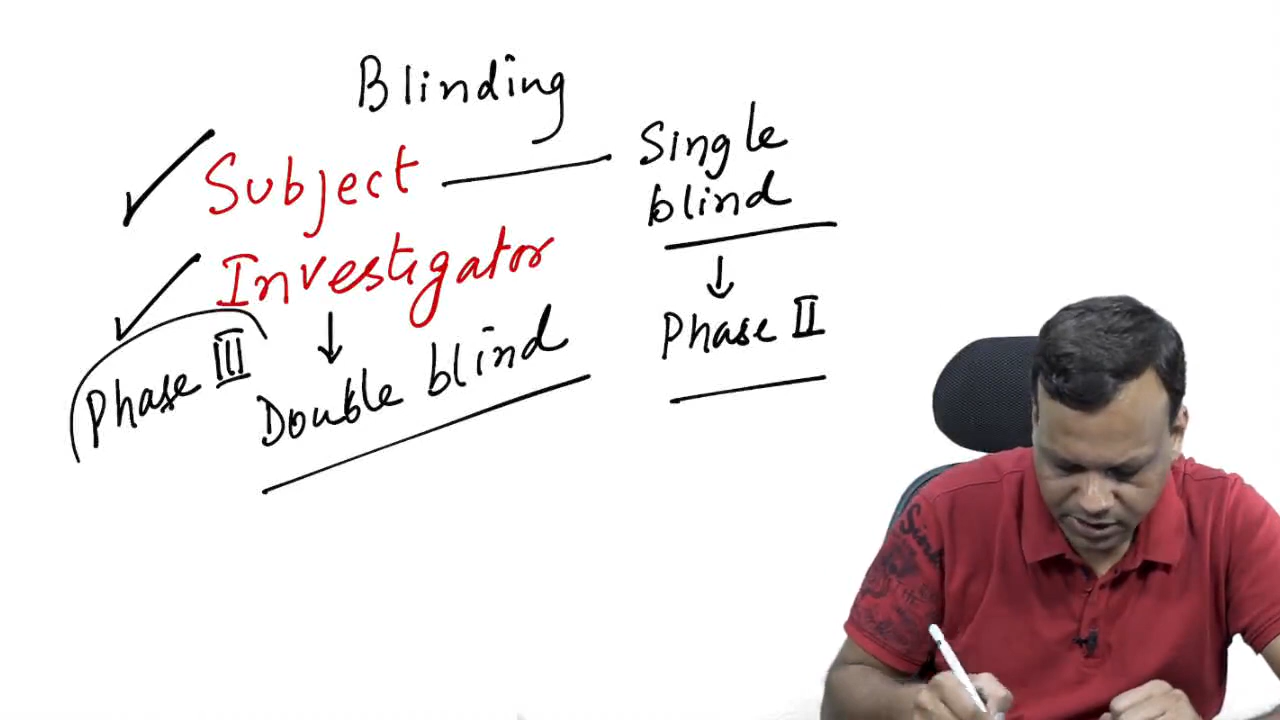 Blinding
Subject — Single
blind
Investigator
↓
Phase II
Phase III
↓
Double blind